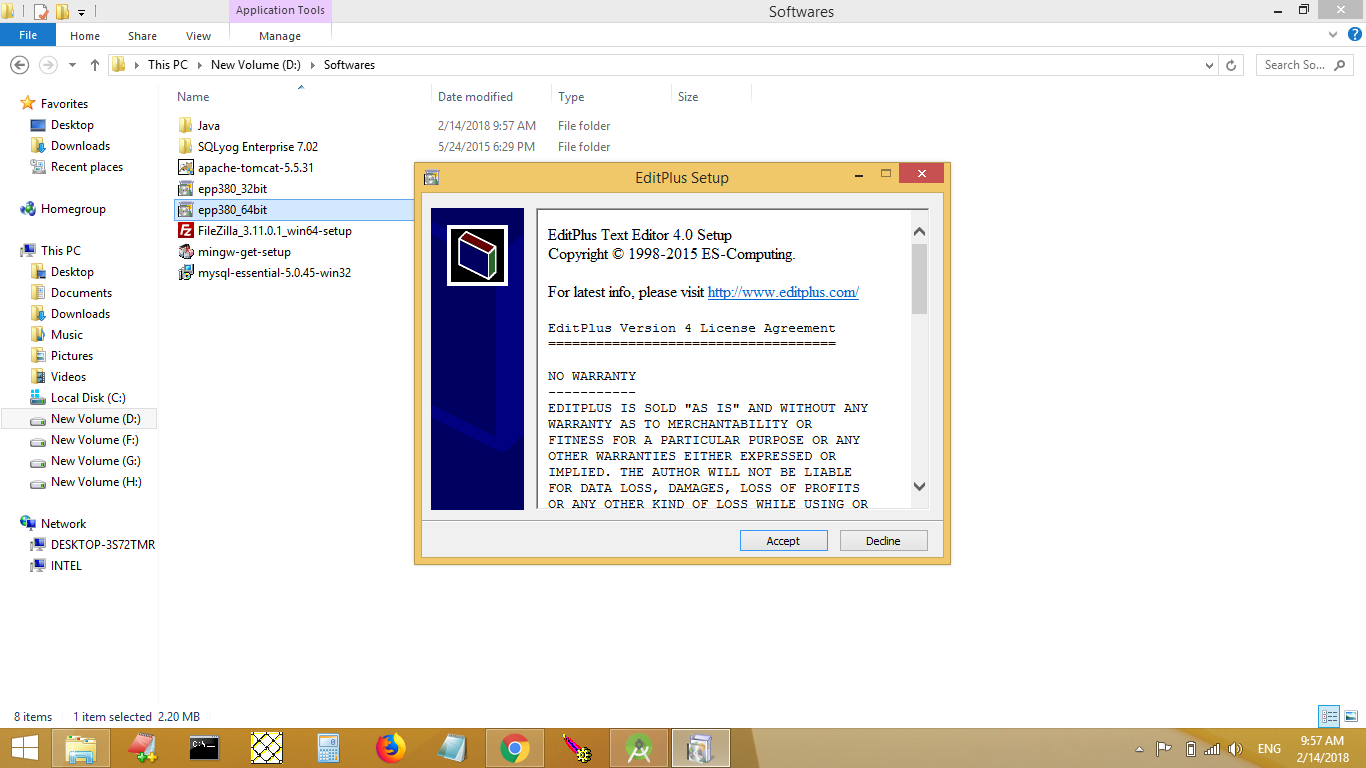 Application Tools
Softwares
File
Home
Share
View
Manage
This PC
New Volume (D:)
Softwares
Search So...
Name
Date modified
Type
Size
Favorites
Desktop
Downloads
Recent places
Homegroup
This PC
Desktop
Documents
Downloads
Music
Pictures
Videos
Local Disk (C:)
New Volume (D:)
New Volume (F:)
New Volume (G:)
New Volume (H:)
Network
DESKTOP-3S72TMR
INTEL
Java 2/14/2018 9:57 AM File folder
SQLyog Enterprise 7.02 5/24/2015 6:29 PM File folder
apache-tomcat-5.5.31
epp380_32bit
epp380_64bit
FileZilla_3.11.0.1_win64-setup
mingw-get-setup
mysql-essential-5.0.45-win32
EditPlus Setup
EditPlus Text Editor 4.0 Setup
Copyright © 1998-2015 ES-Computing.
For latest info, please visit http://www.editplus.com/
EditPlus Version 4 License Agreement
====================================
NO WARRANTY
-----------
EDITPLUS IS SOLD "AS IS" AND WITHOUT ANY
WARRANTY AS TO MERCHANTABILITY OR
FITNESS FOR A PARTICULAR PURPOSE OR ANY
OTHER WARRANTIES EITHER EXPRESSED OR
IMPLIED. THE AUTHOR WILL NOT BE LIABLE
FOR DATA LOSS, DAMAGES, LOSS OF PROFITS
OR ANY OTHER KIND OF LOSS WHILE USING OR
Accept
Decline
8 items
1 item selected 2.20 MB
ENG
9:57 AM
2/14/2018